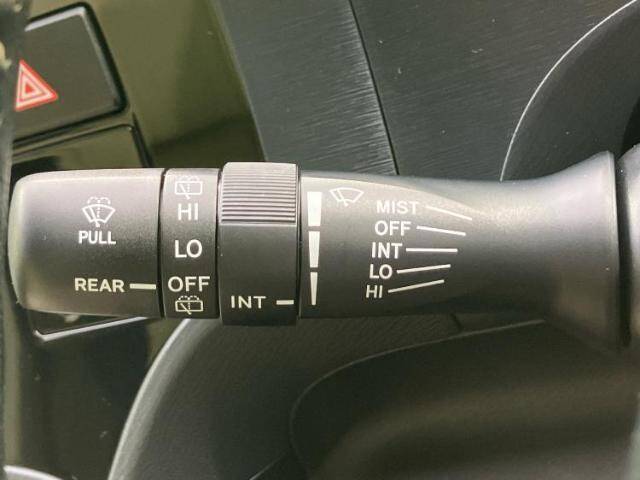 PULL
REAR
HI
LO
OFF
INT
MIST
OFF
INT
LO
HI